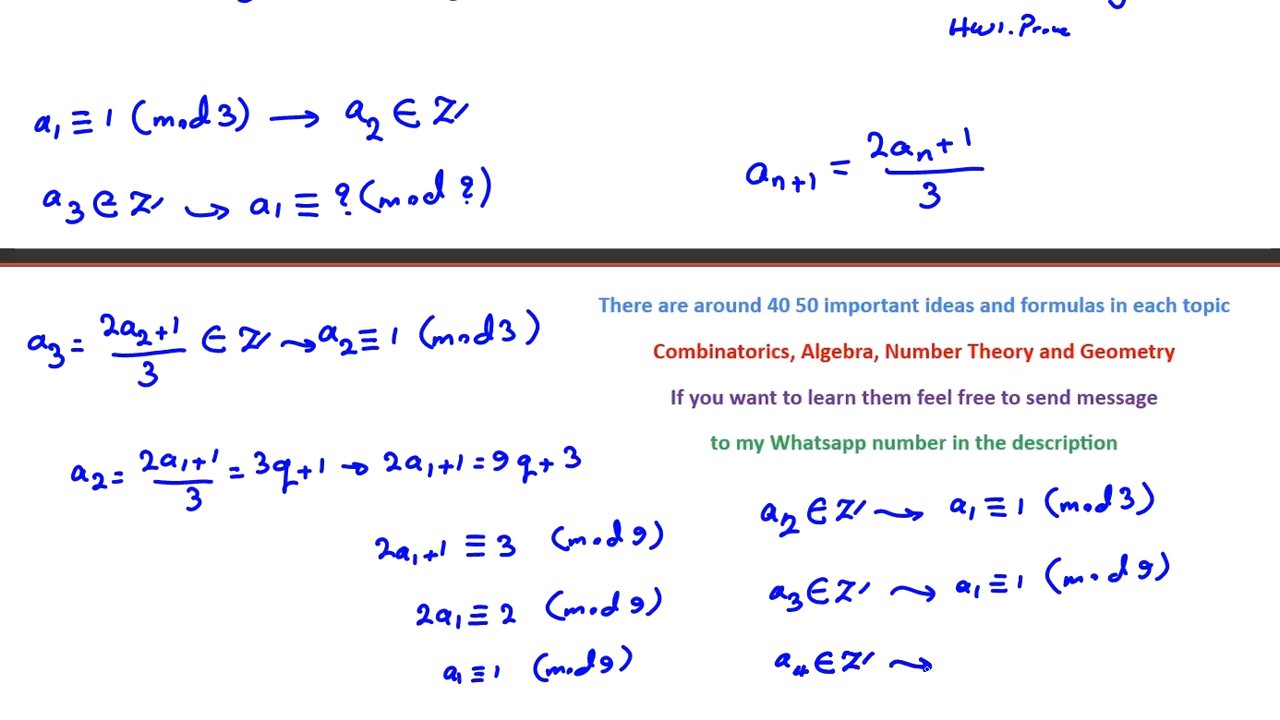 HW1. Prove
a₁ ≡ 1 (mod 3) → a₂ ∈ Z
a₃ ∈ Z → a₁ ≡ ? (mod ?)
aₙ₊₁ = (2aₙ + 1)/3
There are around 40 50 important ideas and formulas in each topic
Combinatorics, Algebra, Number Theory and Geometry
If you want to learn them feel free to send message
to my Whatsapp number in the description
a₃ = (2a₂ + 1)/3 ∈ Z → a₂ ≡ 1 (mod 3)
a₂ = (2a₁ + 1)/3 = 3q + 1 → 2a₁ + 1 = 9q + 3
2a₁ + 1 ≡ 3 (mod 9)
2a₁ ≡ 2 (mod 9)
a₁ ≡ 1 (mod 9)
a₂ ∈ Z → a₁ ≡ 1 (mod 3)
a₃ ∈ Z → a₁ ≡ 1 (mod 9)
a₄ ∈ Z →